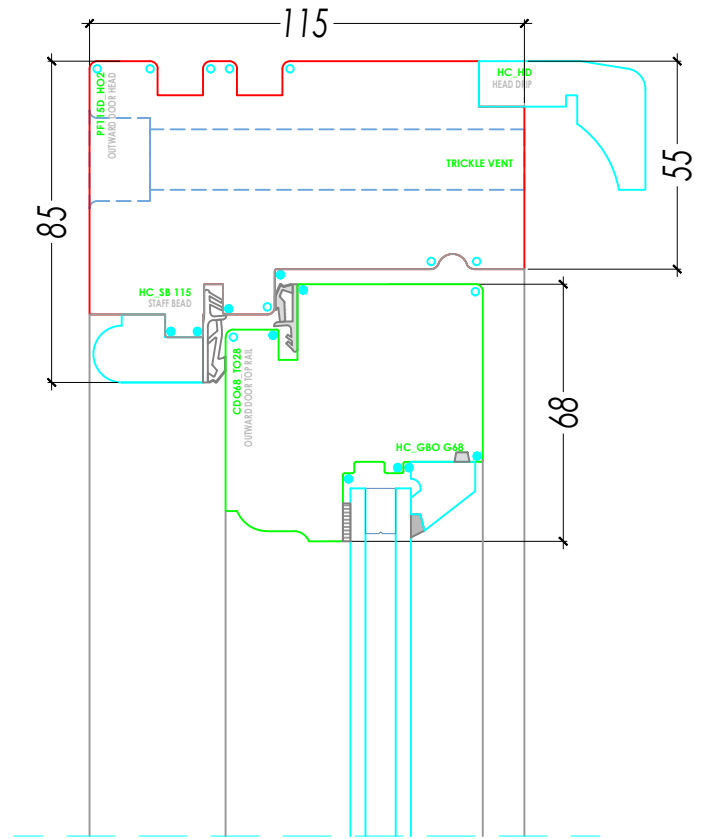 115
PF115D_HO2
OUTWARD DOOR HEAD
HC_HD
HEAD DRIP
TRICKLE VENT
55
85
HC_SB 115
STAFF BEAD
CDO68_TO2B
OUTWARD DOOR TOP RAIL
68
HC_GBO G68